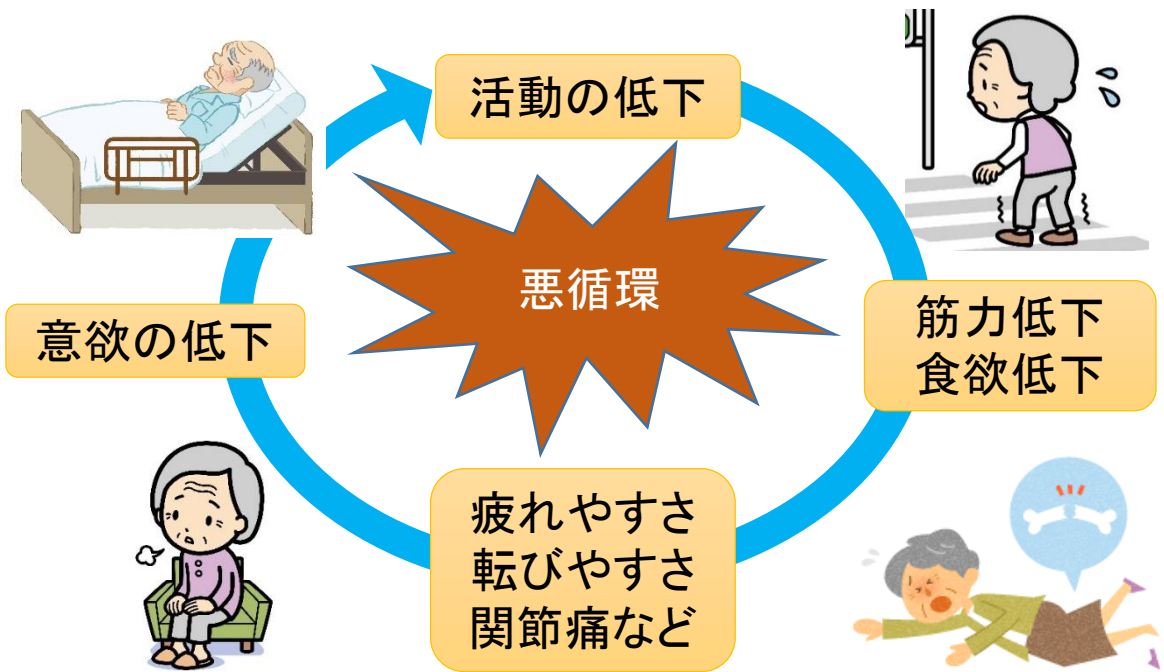 活動の低下
悪循環
意欲の低下
筋力低下
食欲低下
疲れやすさ
転びやすさ
関節痛など